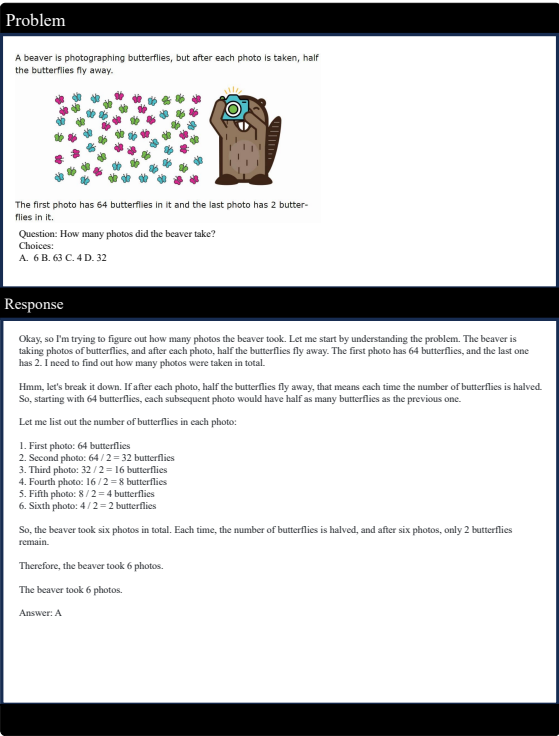 Problem
A beaver is photographing butterflies, but after each photo is taken, half
the butterflies fly away.
The first photo has 64 butterflies in it and the last photo has 2 butter-
flies in it.
Question: How many photos did the beaver take?
Choices:
A.  6 B. 63 C. 4 D. 32
Response
Okay, so I'm trying to figure out how many photos the beaver took. Let me start by understanding the problem. The beaver is
taking photos of butterflies, and after each photo, half the butterflies fly away. The first photo has 64 butterflies, and the last one
has 2. I need to find out how many photos were taken in total.
Hmm, let's break it down. If after each photo, half the butterflies fly away, that means each time the number of butterflies is halved.
So, starting with 64 butterflies, each subsequent photo would have half as many butterflies as the previous one.
Let me list out the number of butterflies in each photo:
1. First photo: 64 butterflies
2. Second photo: 64 / 2 = 32 butterflies
3. Third photo: 32 / 2 = 16 butterflies
4. Fourth photo: 16 / 2 = 8 butterflies
5. Fifth photo: 8 / 2 = 4 butterflies
6. Sixth photo: 4 / 2 = 2 butterflies
So, the beaver took six photos in total. Each time, the number of butterflies is halved, and after six photos, only 2 butterflies
remain.
Therefore, the beaver took 6 photos.
The beaver took 6 photos.
Answer: A